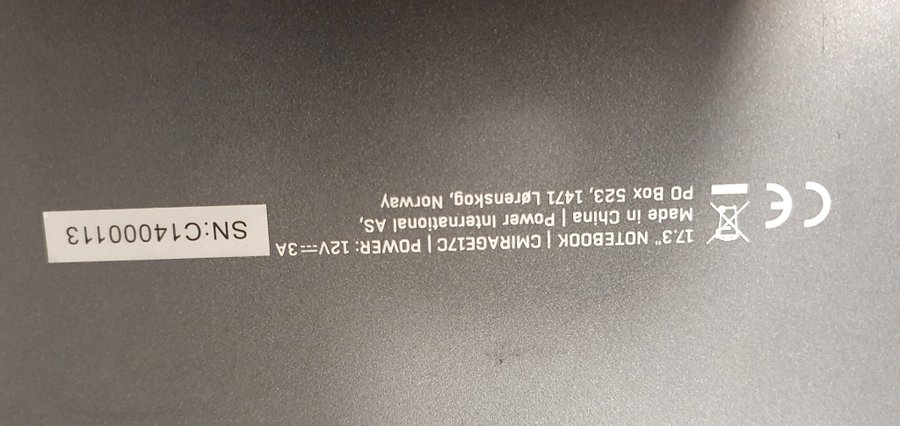 17.3" NOTEBOOK | CMIRAGE17C | POWER: 12V⎓3A
Made in China | Power International AS,
PO Box 523, 1471 Lørenskog, Norway
CE
SN:C14000113